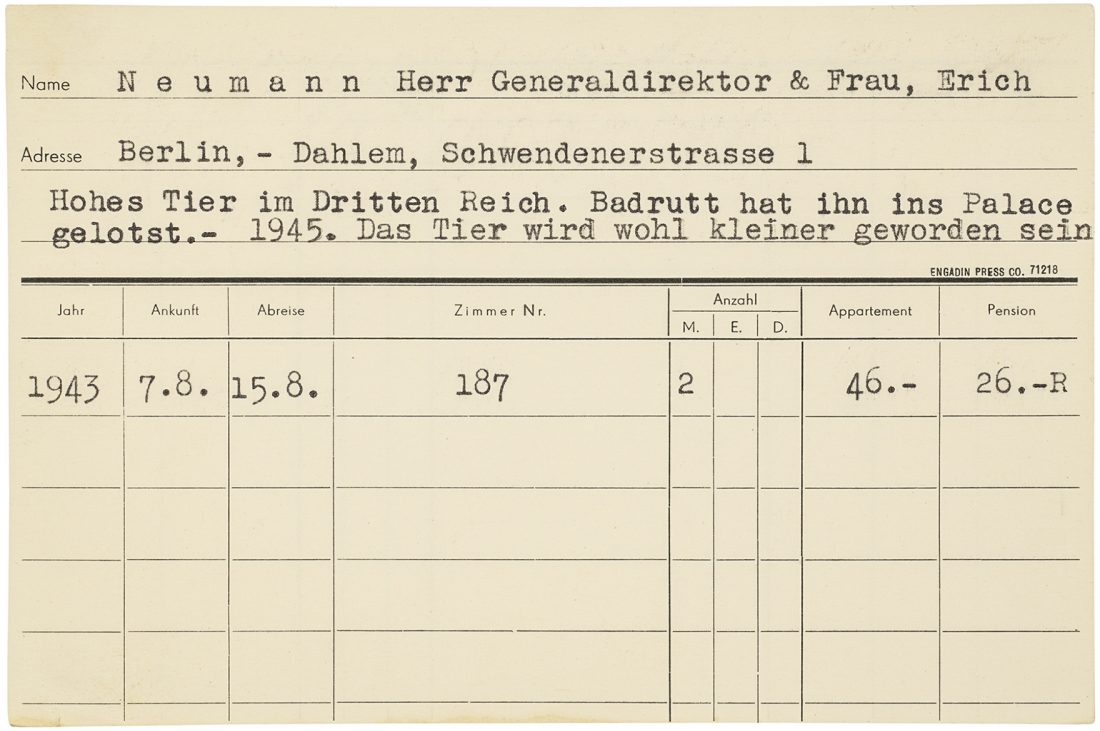 Name N e u m a n n Herr Generaldirektor & Frau, Erich
Adresse Berlin,- Dahlem, Schwendenerstrasse 1
Hohes Tier im Dritten Reich. Badrutt hat ihn ins Palace
gelotst.- 1945. Das Tier wird wohl kleiner geworden sein
ENGADIN PRESS CO. 71218
Jahr Ankunft Abreise Zimmer Nr. Anzahl Appartement Pension
M. E. D.
1943 7.8. 15.8. 187 2 46.- 26.-R